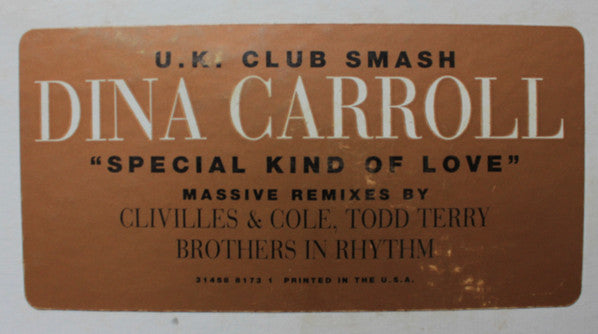 U.K. CLUB SMASH
DINA CARROLL
"SPECIAL KIND OF LOVE"
MASSIVE REMIXES BY
CLIVILLES & COLE, TODD TERRY
BROTHERS IN RHYTHM
31458 8173 1 PRINTED IN THE U.S.A.